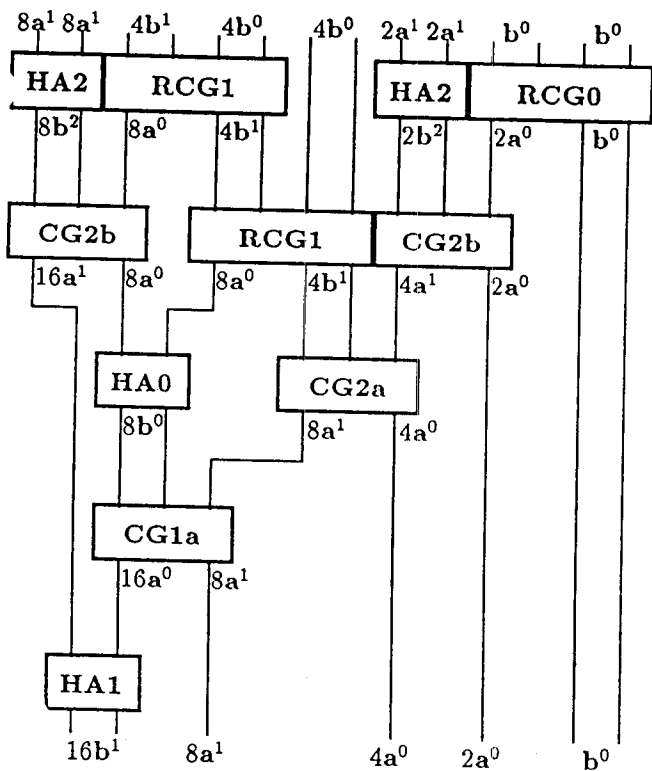 8a¹ 8a¹ 4b¹ 4b⁰ 4b⁰ 2a¹ 2a¹ b⁰ b⁰
HA2 RCG1 HA2 RCG0
8b² 8a⁰ 4b¹ 2b² 2a⁰ b⁰
CG2b RCG1 CG2b
16a¹ 8a⁰ 8a⁰ 4b¹ 4a¹ 2a⁰
HA0 CG2a
8b⁰ 8a¹ 4a⁰
CG1a
16a⁰ 8a¹
HA1
16b¹ 8a¹ 4a⁰ 2a⁰ b⁰